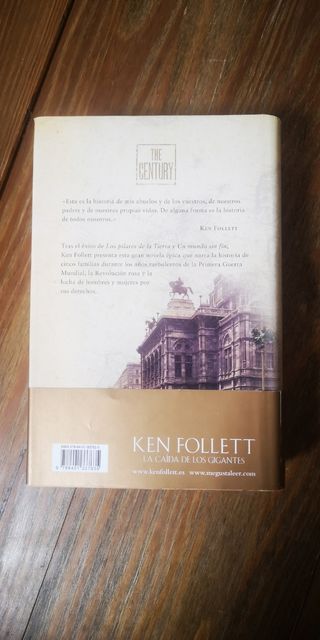 THE
CENTURY
«Esta es la historia de mis abuelos y de los vuestros, de nuestros
padres y de nuestras propias vidas. De alguna forma es la historia
de todos nosotros.»
KEN FOLLETT
Tras el éxito de Los pilares de la Tierra y Un mundo sin fin,
Ken Follett presenta esta gran novela épica que narra la historia de
cinco familias durante los años turbulentos de la Primera Guerra
Mundial, la Revolución rusa y la
lucha de hombres y mujeres por
sus derechos.
KEN FOLLETT
LA CAÍDA DE LOS GIGANTES
www.kenfollett.es www.megustaleer.com